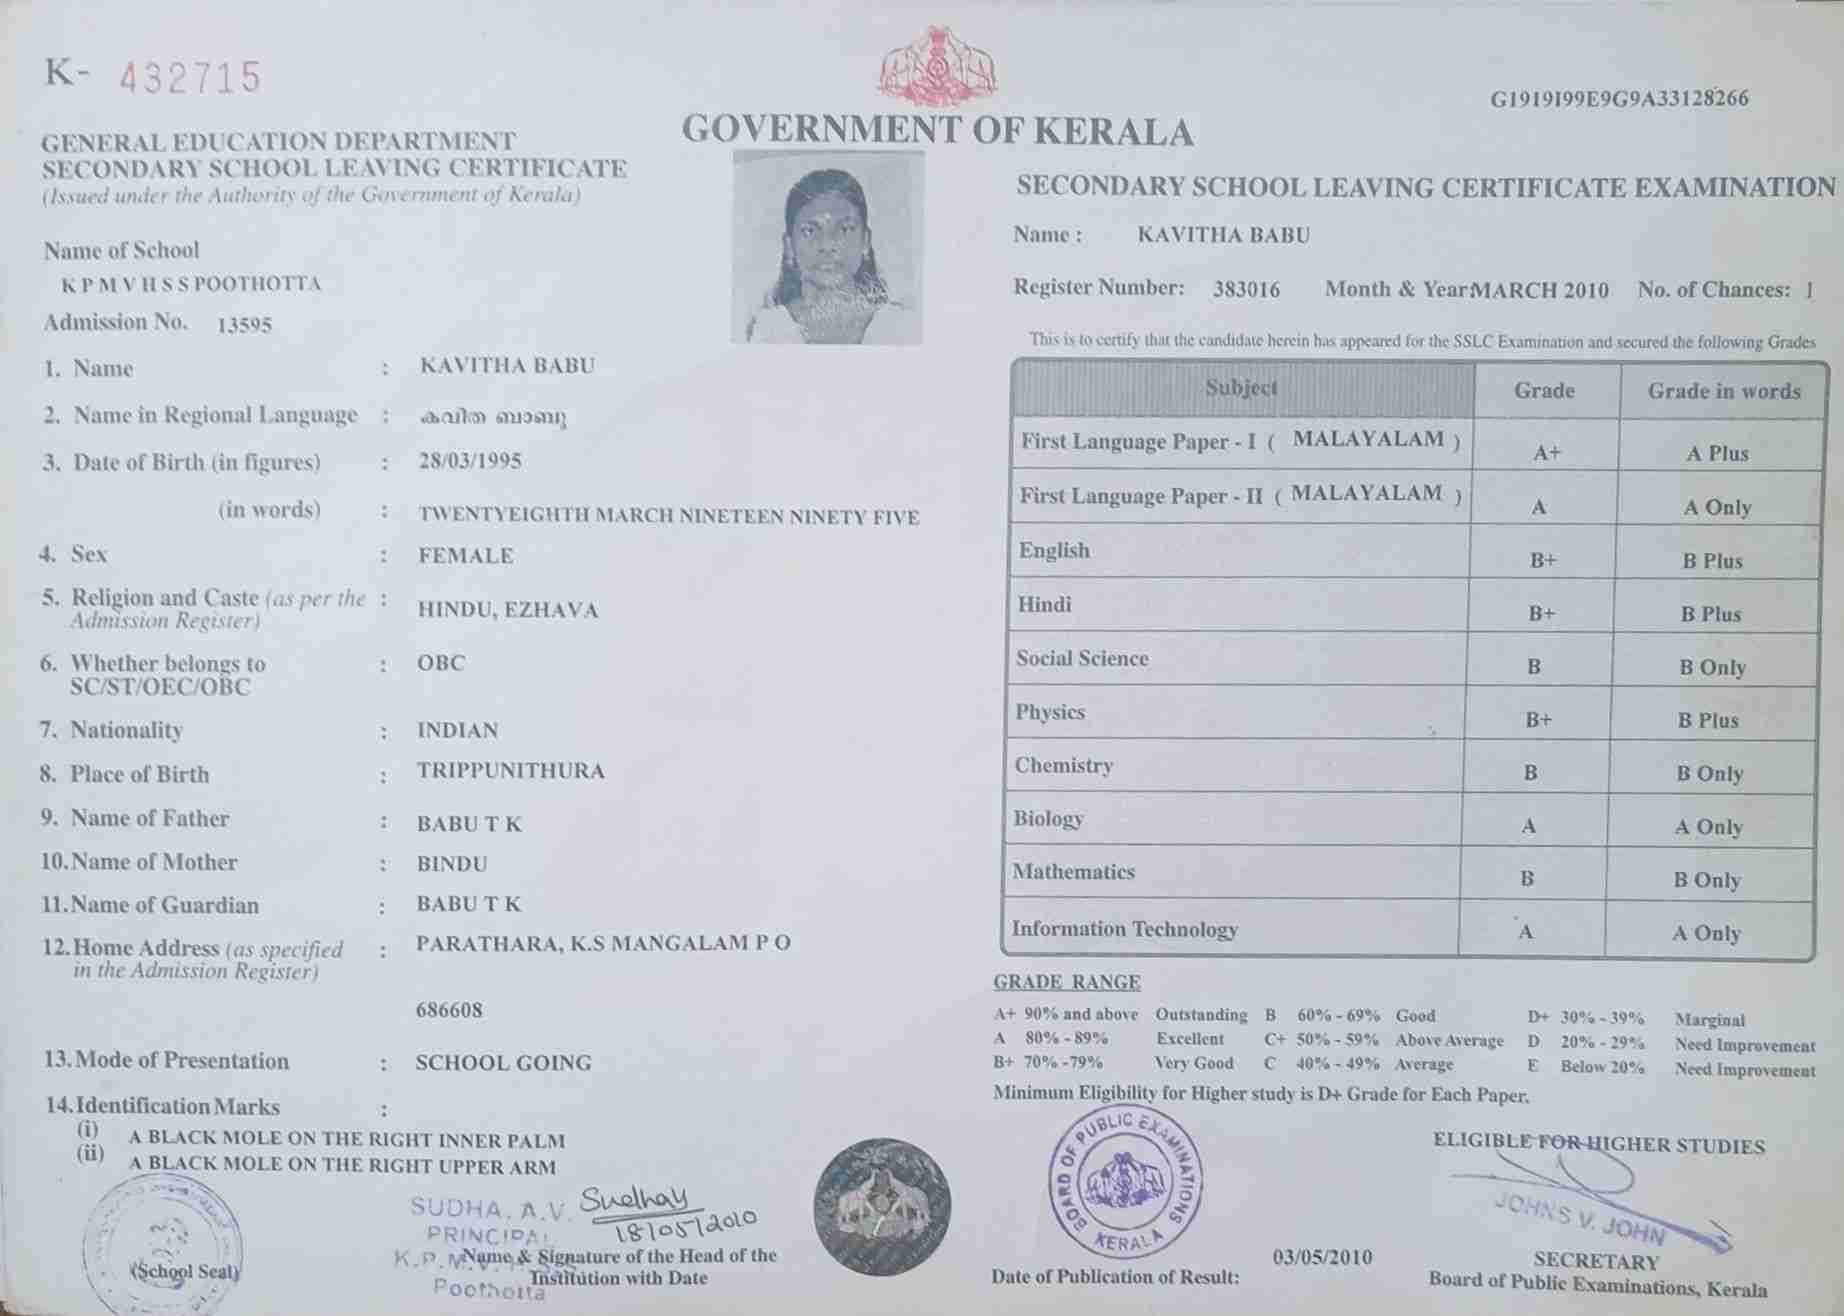 K- 432715
G1919I99E9G9A33128266
GOVERNMENT OF KERALA
GENERAL EDUCATION DEPARTMENT
SECONDARY SCHOOL LEAVING CERTIFICATE
(Issued under the Authority of the Government of Kerala)
Name of School
K P M V H S S POOTHOTTA
Admission No. 13595
1. Name : KAVITHA BABU
2. Name in Regional Language : കവിത ബാബു
3. Date of Birth (in figures) : 28/03/1995
(in words) : TWENTYEIGHTH MARCH NINETEEN NINETY FIVE
4. Sex : FEMALE
5. Religion and Caste (as per the : HINDU, EZHAVA
Admission Register)
6. Whether belongs to : OBC
SC/ST/OEC/OBC
7. Nationality : INDIAN
8. Place of Birth : TRIPPUNITHURA
9. Name of Father : BABU T K
10. Name of Mother : BINDU
11. Name of Guardian : BABU T K
12. Home Address (as specified : PARATHARA, K.S MANGALAM P O
in the Admission Register)
686608
13. Mode of Presentation : SCHOOL GOING
14. Identification Marks :
(i) A BLACK MOLE ON THE RIGHT INNER PALM
(ii) A BLACK MOLE ON THE RIGHT UPPER ARM
(School Seal)
SUDHA. A.V.
PRINCIPAL
18/05/2010
Name & Signature of the Head of the
Institution with Date
Poothotta
SECONDARY SCHOOL LEAVING CERTIFICATE EXAMINATION
Name : KAVITHA BABU
Register Number: 383016 Month & Year MARCH 2010 No. of Chances: 1
This is to certify that the candidate herein has appeared for the SSLC Examination and secured the following Grades
Subject Grade Grade in words
First Language Paper - I ( MALAYALAM ) A+ A Plus
First Language Paper - II ( MALAYALAM ) A A Only
English B+ B Plus
Hindi B+ B Plus
Social Science B B Only
Physics B+ B Plus
Chemistry B B Only
Biology A A Only
Mathematics B B Only
Information Technology A A Only
GRADE RANGE
A+ 90% and above Outstanding B 60% - 69% Good D+ 30% - 39% Marginal
A 80% - 89% Excellent C+ 50% - 59% Above Average D 20% - 29% Need Improvement
B+ 70% -79% Very Good C 40% - 49% Average E Below 20% Need Improvement
Minimum Eligibility for Higher study is D+ Grade for Each Paper.
BOARD OF PUBLIC EXAMINATIONS
KERALA
ELIGIBLE FOR HIGHER STUDIES
JOHNS V. JOHN
03/05/2010
Date of Publication of Result:
SECRETARY
Board of Public Examinations, Kerala